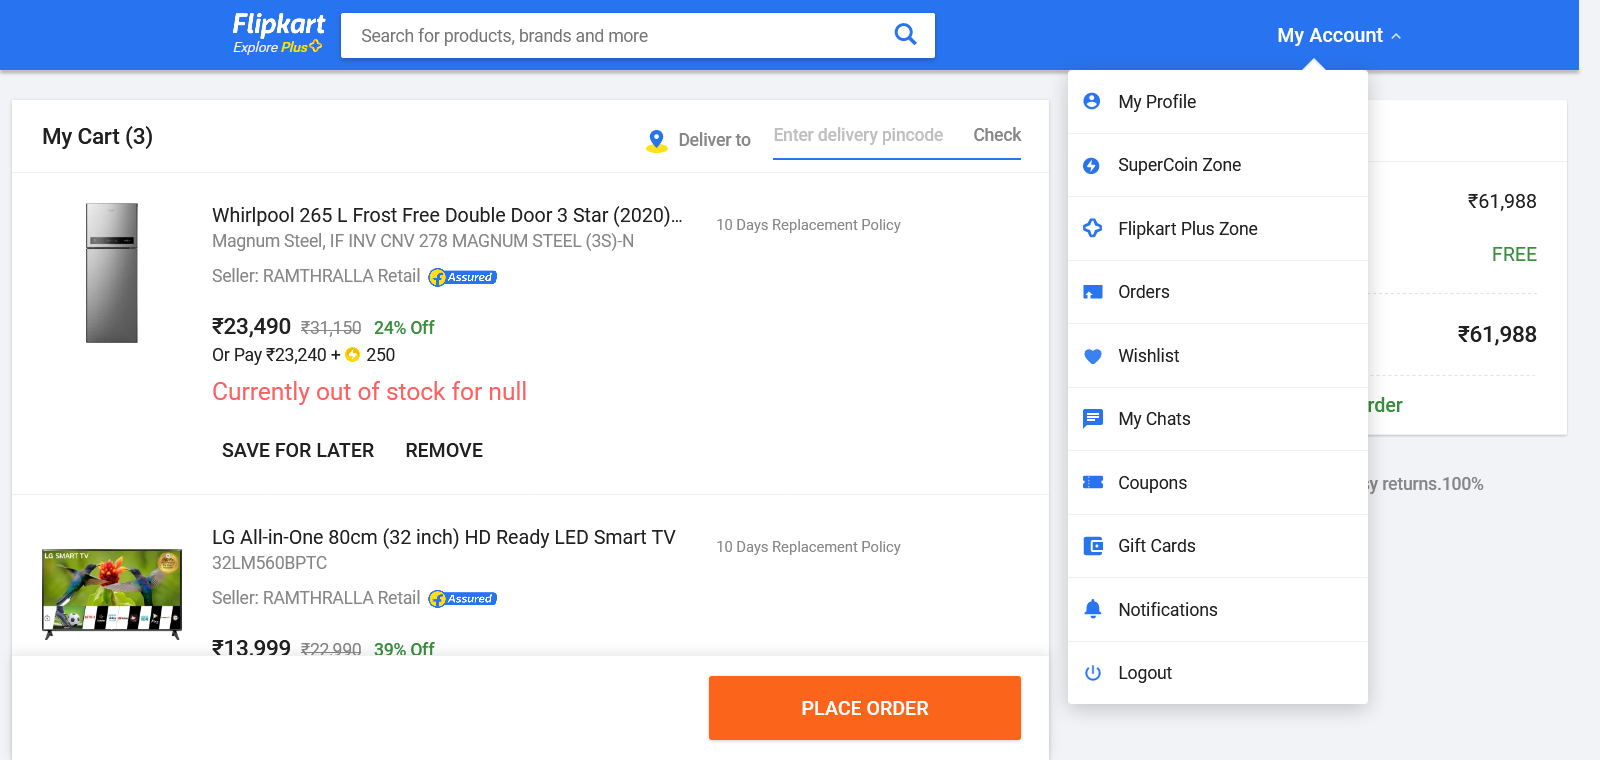 Flipkart
Explore Plus
Search for products, brands and more
My Account
My Cart (3)
Deliver to
Enter delivery pincode
Check
Whirlpool 265 L Frost Free Double Door 3 Star (2020)...
10 Days Replacement Policy
Magnum Steel, IF INV CNV 278 MAGNUM STEEL (3S)-N
Seller: RAMTHRALLA Retail
Assured
₹23,490 ₹31,150 24% Off
Or Pay ₹23,240 + 250
Currently out of stock for null
SAVE FOR LATER
REMOVE
LG All-in-One 80cm (32 inch) HD Ready LED Smart TV
10 Days Replacement Policy
32LM560BPTC
LG SMART TV
Seller: RAMTHRALLA Retail
Assured
₹13,999 ₹22,990 39% Off
PLACE ORDER
My Profile
SuperCoin Zone
Flipkart Plus Zone
Orders
Wishlist
My Chats
Coupons
Gift Cards
Notifications
Logout
₹61,988
FREE
₹61,988
rder
sy returns.100%